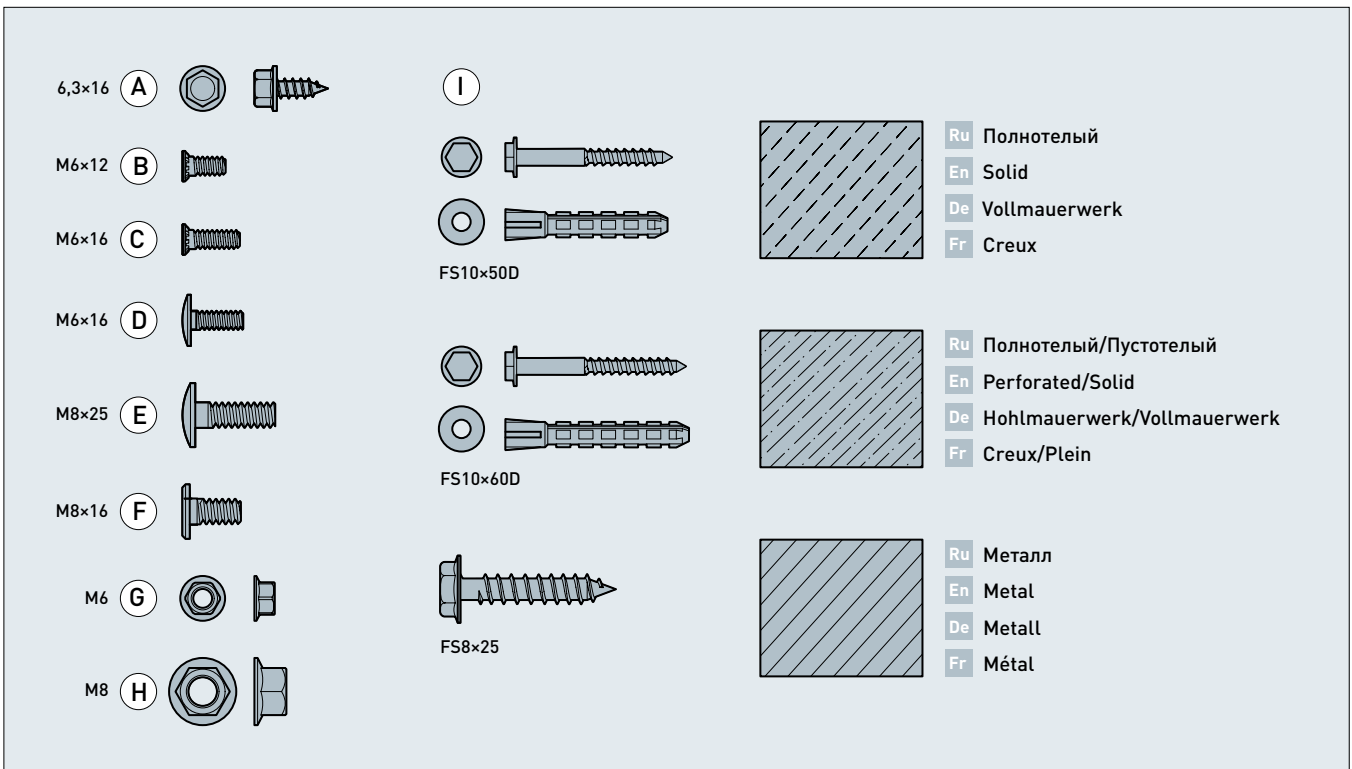 6,3×16 A
M6×12 B
M6×16 C
M6×16 D
M8×25 E
M8×16 F
M6 G
M8 H
I
FS10×50D
FS10×60D
FS8×25
Ru Полнотелый
En Solid
De Vollmauerwerk
Fr Creux
Ru Полнотелый/Пустотелый
En Perforated/Solid
De Hohlmauerwerk/Vollmauerwerk
Fr Creux/Plein
Ru Металл
En Metal
De Metall
Fr Métal